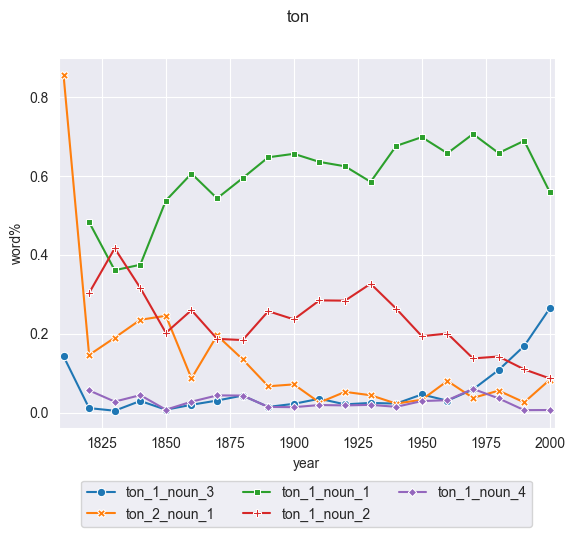 ton
0.8
0.6
0.4
0.2
0.0
word%
1825 1850 1875 1900 1925 1950 1975 2000
year
ton_1_noun_3 ton_1_noun_1 ton_1_noun_4
ton_2_noun_1 ton_1_noun_2